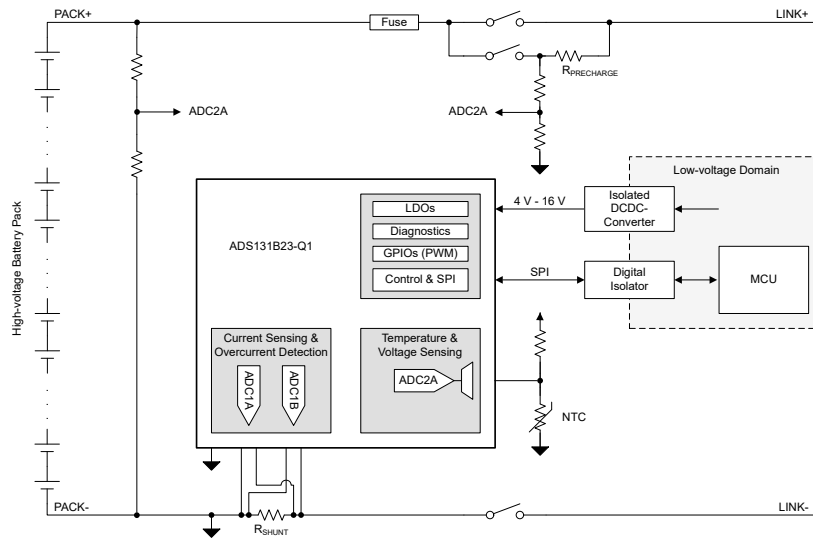 PACK+
Fuse
LINK+
RPRECHARGE
ADC2A
ADC2A
High-voltage Battery Pack
Low-voltage Domain
ADS131B23-Q1
LDOs
Diagnostics
GPIOs (PWM)
Control & SPI
4 V - 16 V
Isolated
DCDC-
Converter
SPI
Digital
Isolator
MCU
Current Sensing &
Overcurrent Detection
ADC1A
ADC1B
Temperature &
Voltage Sensing
ADC2A
NTC
PACK-
RSHUNT
LINK-